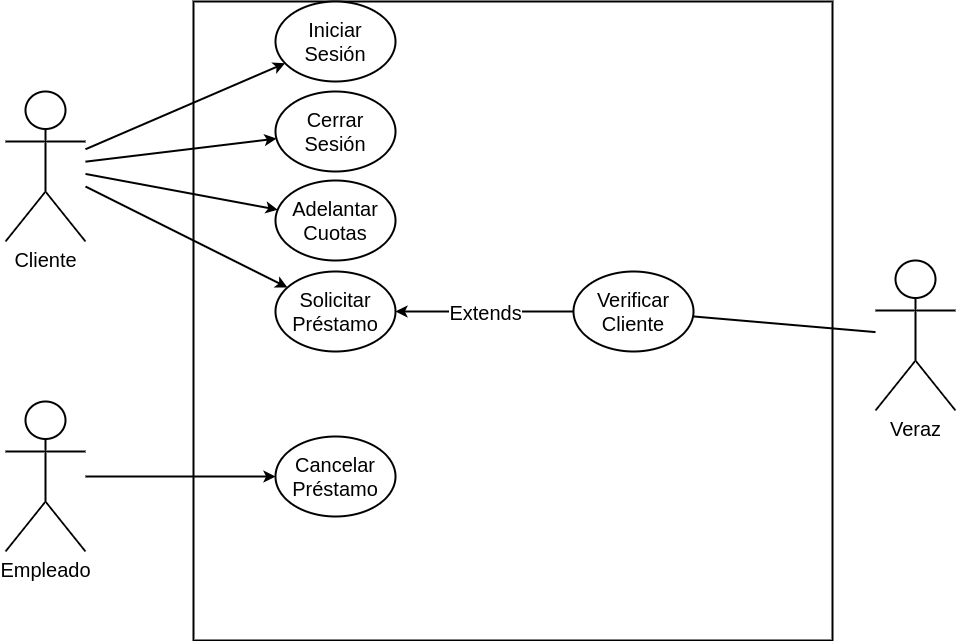 Iniciar
Sesión
Cerrar
Sesión
Cliente
Adelantar
Cuotas
Solicitar
Préstamo
Extends
Verificar
Cliente
Veraz
Cancelar
Préstamo
Empleado